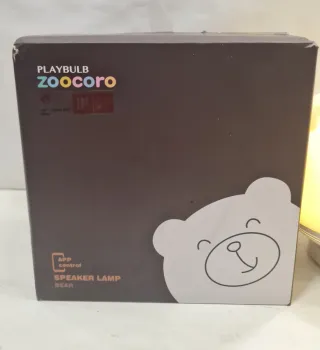 PLAYBULB
zoocoro
APP
control
SPEAKER LAMP
BEAR